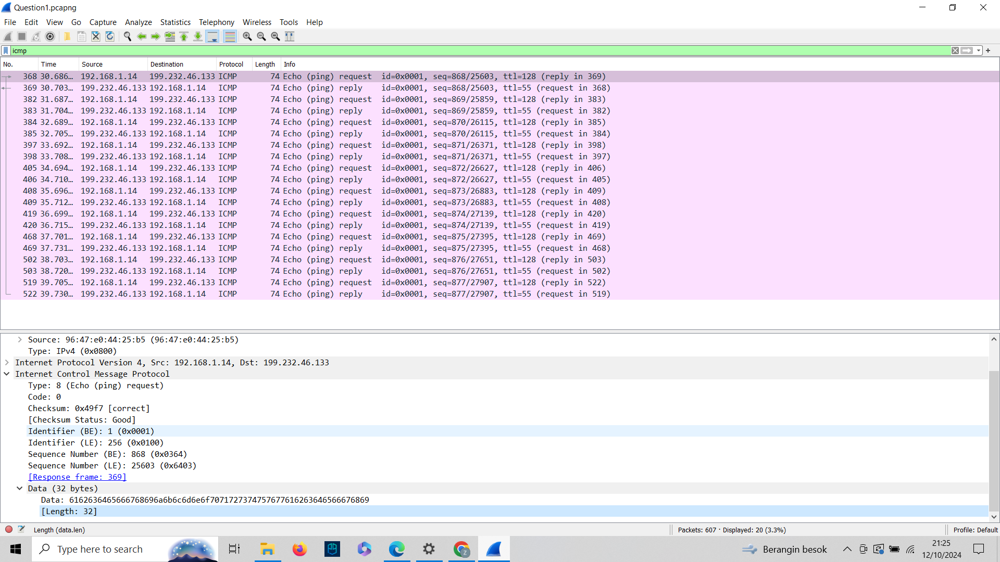 Question1.pcapng
File Edit View Go Capture Analyze Statistics Telephony Wireless Tools Help
icmp
No. Time Source Destination Protocol Length Info
368 30.686… 192.168.1.14 199.232.46.133 ICMP 74 Echo (ping) request id=0x0001, seq=868/25603, ttl=128 (reply in 369)
369 30.703… 199.232.46.133 192.168.1.14 ICMP 74 Echo (ping) reply id=0x0001, seq=868/25603, ttl=55 (request in 368)
382 31.687… 192.168.1.14 199.232.46.133 ICMP 74 Echo (ping) request id=0x0001, seq=869/25859, ttl=128 (reply in 383)
383 31.704… 199.232.46.133 192.168.1.14 ICMP 74 Echo (ping) reply id=0x0001, seq=869/25859, ttl=55 (request in 382)
384 32.689… 192.168.1.14 199.232.46.133 ICMP 74 Echo (ping) request id=0x0001, seq=870/26115, ttl=128 (reply in 385)
385 32.705… 199.232.46.133 192.168.1.14 ICMP 74 Echo (ping) reply id=0x0001, seq=870/26115, ttl=55 (request in 384)
397 33.692… 192.168.1.14 199.232.46.133 ICMP 74 Echo (ping) request id=0x0001, seq=871/26371, ttl=128 (reply in 398)
398 33.708… 199.232.46.133 192.168.1.14 ICMP 74 Echo (ping) reply id=0x0001, seq=871/26371, ttl=55 (request in 397)
405 34.694… 192.168.1.14 199.232.46.133 ICMP 74 Echo (ping) request id=0x0001, seq=872/26627, ttl=128 (reply in 406)
406 34.710… 199.232.46.133 192.168.1.14 ICMP 74 Echo (ping) reply id=0x0001, seq=872/26627, ttl=55 (request in 405)
408 35.696… 192.168.1.14 199.232.46.133 ICMP 74 Echo (ping) request id=0x0001, seq=873/26883, ttl=128 (reply in 409)
409 35.712… 199.232.46.133 192.168.1.14 ICMP 74 Echo (ping) reply id=0x0001, seq=873/26883, ttl=55 (request in 408)
419 36.699… 192.168.1.14 199.232.46.133 ICMP 74 Echo (ping) request id=0x0001, seq=874/27139, ttl=128 (reply in 420)
420 36.715… 199.232.46.133 192.168.1.14 ICMP 74 Echo (ping) reply id=0x0001, seq=874/27139, ttl=55 (request in 419)
468 37.701… 192.168.1.14 199.232.46.133 ICMP 74 Echo (ping) request id=0x0001, seq=875/27395, ttl=128 (reply in 469)
469 37.731… 199.232.46.133 192.168.1.14 ICMP 74 Echo (ping) reply id=0x0001, seq=875/27395, ttl=55 (request in 468)
502 38.703… 192.168.1.14 199.232.46.133 ICMP 74 Echo (ping) request id=0x0001, seq=876/27651, ttl=128 (reply in 503)
503 38.720… 199.232.46.133 192.168.1.14 ICMP 74 Echo (ping) reply id=0x0001, seq=876/27651, ttl=55 (request in 502)
519 39.705… 192.168.1.14 199.232.46.133 ICMP 74 Echo (ping) request id=0x0001, seq=877/27907, ttl=128 (reply in 522)
522 39.730… 199.232.46.133 192.168.1.14 ICMP 74 Echo (ping) reply id=0x0001, seq=877/27907, ttl=55 (request in 519)
Source: 96:47:e0:44:25:b5 (96:47:e0:44:25:b5)
Type: IPv4 (0x0800)
Internet Protocol Version 4, Src: 192.168.1.14, Dst: 199.232.46.133
Internet Control Message Protocol
Type: 8 (Echo (ping) request)
Code: 0
Checksum: 0x49f7 [correct]
[Checksum Status: Good]
Identifier (BE): 1 (0x0001)
Identifier (LE): 256 (0x0100)
Sequence Number (BE): 868 (0x0364)
Sequence Number (LE): 25603 (0x6403)
[Response frame: 369]
Data (32 bytes)
Data: 6162636465666768696a6b6c6d6e6f7071727374757677616263646566676869
[Length: 32]
Length (data.len)
Packets: 607 · Displayed: 20 (3.3%)
Profile: Default
Type here to search
Berangin besok
21:25
12/10/2024